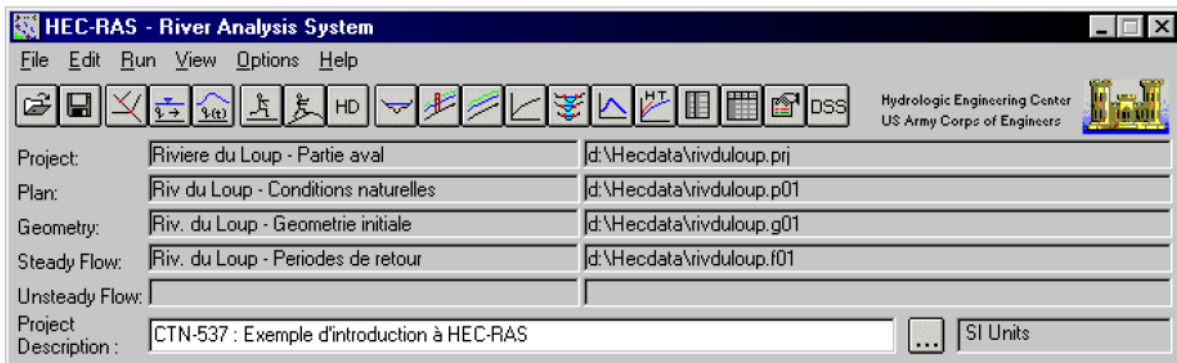 HEC-RAS - River Analysis System
File Edit Run View Options Help
HD
HT
DSS
Hydrologic Engineering Center
US Army Corps of Engineers
Project: Riviere du Loup - Partie aval d:\Hecdata\rivduloup.prj
Plan: Riv du Loup - Conditions naturelles d:\Hecdata\rivduloup.p01
Geometry: Riv. du Loup - Geometrie initiale d:\Hecdata\rivduloup.g01
Steady Flow: Riv. du Loup - Periodes de retour d:\Hecdata\rivduloup.f01
Unsteady Flow:
Project Description : CTN-537 : Exemple d'introduction à HEC-RAS ... SI Units